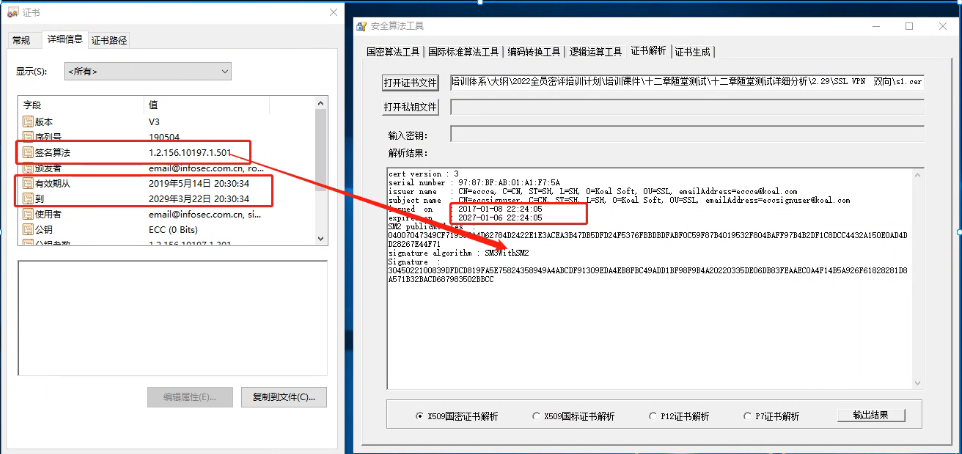 证书
常规
详细信息
证书路径
显示(S):
<所有>
字段
值
版本
V3
序列号
190504
签名算法
1.2.156.10197.1.501
颁发者
email@infosec.com.cn, ro...
有效期从
2019年5月14日 20:30:34
到
2029年3月22日 20:30:34
使用者
email@infosec.com.cn, si...
公钥
ECC (0 Bits)
公钥参数
1.2.156.10197.1.301
编辑属性(E)...
复制到文件(C)...
安全算法工具
国密算法工具
国际标准算法工具
编码转换工具
逻辑运算工具
证书解析
证书生成
打开证书文件
培训体系\大纲\2022全员密评培训计划\培训课件\十二章随堂测试\十二章随堂测试详细分析\2.29\SSL VPN 双向\s1.cer
打开私钥文件
输入密钥:
解析结果:
cert version : 3
serial number : 97:87:BF:AB:01:A1:F7:5A
issuer name : CN=eccca, C=CN, ST=SH, L=SH, O=Koal Soft, OU=SSL, emailAddress=eccca@koal.com
subject name : CN=eccsignuser, C=CN, ST=SH, L=SH, O=Koal Soft, OU=SSL, emailAddress=eccsignuser@koal.com
issued on : 2017-01-08 22:24:05
expire on : 2027-01-06 22:24:05
SM2 publickey
DD28267E44F71
signature algorithm : SM3WithSM2
Signature :
A571B32BACD687983502BBCC
X509国密证书解析
X509国标证书解析
P12证书解析
P7证书解析
输出结果